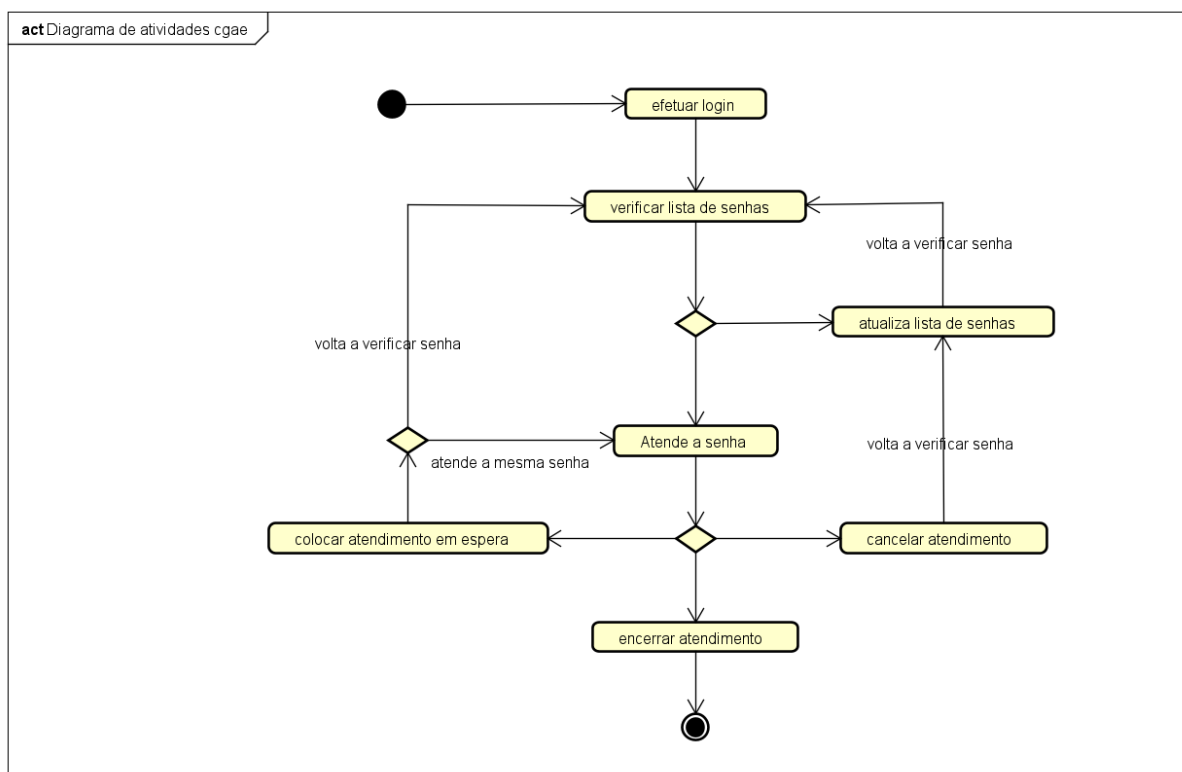 act Diagrama de atividades cgae
efetuar login
verificar lista de senhas
volta a verificar senha
atualiza lista de senhas
volta a verificar senha
Atende a senha
atende a mesma senha
volta a verificar senha
colocar atendimento em espera
cancelar atendimento
encerrar atendimento